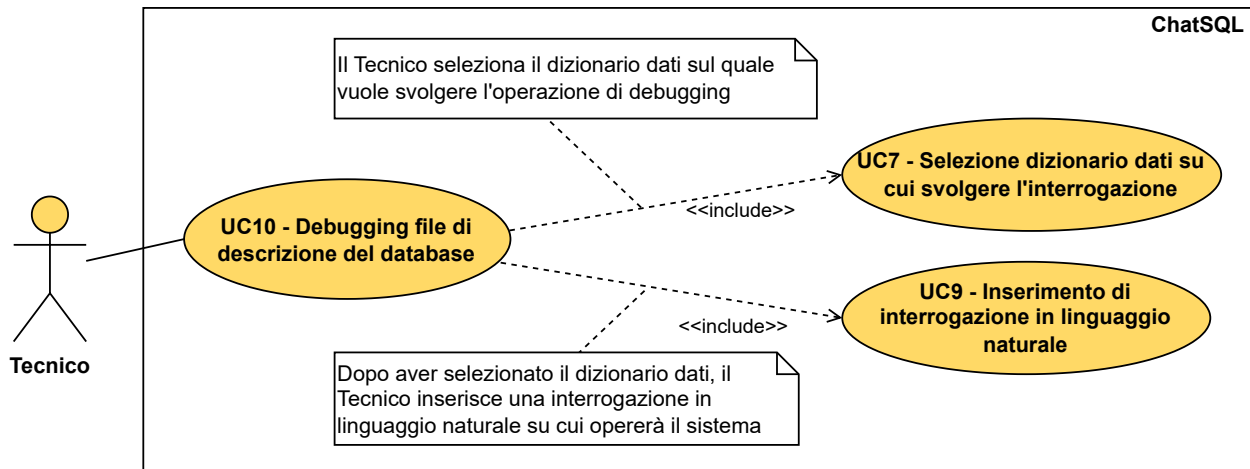 ChatSQL
Il Tecnico seleziona il dizionario dati sul quale
vuole svolgere l'operazione di debugging
UC7 - Selezione dizionario dati su
cui svolgere l'interrogazione
<<include>>
UC10 - Debugging file di
descrizione del database
UC9 - Inserimento di
interrogazione in linguaggio
naturale
<<include>>
Tecnico
Dopo aver selezionato il dizionario dati, il
Tecnico inserisce una interrogazione in
linguaggio naturale su cui opererà il sistema